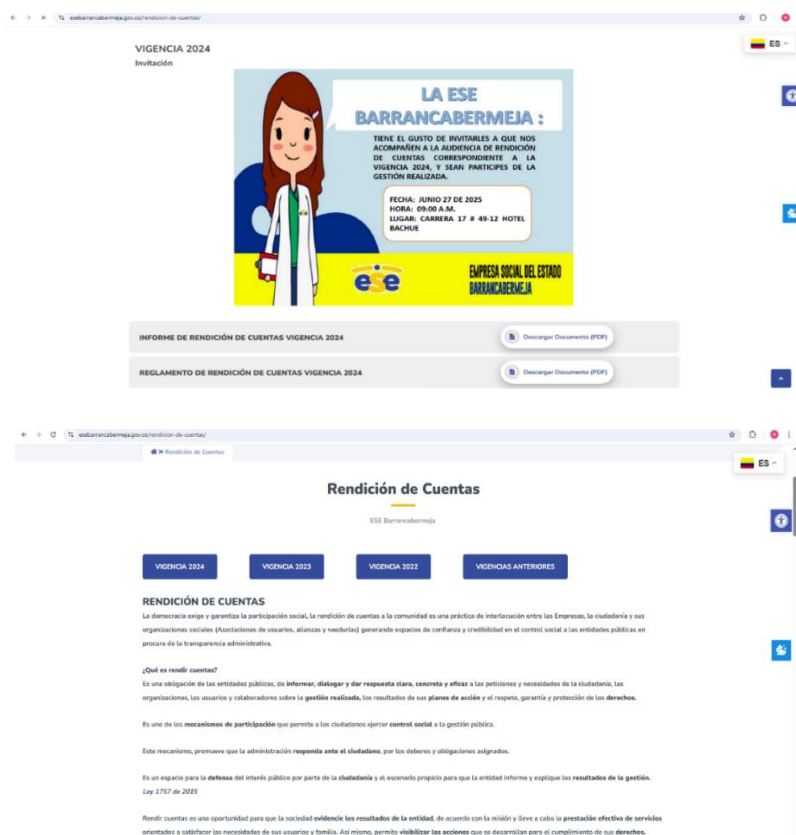 esebarrancabermeja.gov.co/rendicion-de-cuentas/
ES
VIGENCIA 2024
Invitación
LA ESE
BARRANCABERMEJA :
TIENE EL GUSTO DE INVITARLES A QUE NOS
ACOMPAÑEN A LA AUDIENCIA DE RENDICIÓN
DE CUENTAS CORRESPONDIENTE A LA
VIGENCIA 2024, Y SEAN PARTICIPES DE LA
GESTIÓN REALIZADA.
FECHA: JUNIO 27 DE 2025
HORA: 09:00 A.M.
LUGAR: CARRERA 17 # 49-12 HOTEL
BACHUE
ese
EMPRESA SOCIAL DEL ESTADO
BARRANCABERMEJA
INFORME DE RENDICIÓN DE CUENTAS VIGENCIA 2024
Descargar Documento (PDF)
REGLAMENTO DE RENDICIÓN DE CUENTAS VIGENCIA 2024
Descargar Documento (PDF)
esebarrancabermeja.gov.co/rendicion-de-cuentas/
» Rendición de Cuentas
ES
Rendición de Cuentas
ESE Barrancabermeja
VIGENCIA 2024
VIGENCIA 2023
VIGENCIA 2022
VIGENCIAS ANTERIORES
RENDICIÓN DE CUENTAS
La democracia exige y garantiza la participación social, la rendición de cuentas a la comunidad es una práctica de interlocución entre las Empresas, la ciudadanía y sus
organizaciones sociales (Asociaciones de usuarios, alianzas y veedurías) generando espacios de confianza y credibilidad en el control social a las entidades públicas en
procura de la transparencia administrativa.
¿Qué es rendir cuentas?
Es una obligación de las entidades públicas, de informar, dialogar y dar respuesta clara, concreta y eficaz a las peticiones y necesidades de la ciudadanía, las
organizaciones, los usuarios y colaboradores sobre la gestión realizada, los resultados de sus planes de acción y el respeto, garantía y protección de los derechos.
Es uno de los mecanismos de participación que permite a los ciudadanos ejercer control social a la gestión pública.
Este mecanismo, promueve que la administración responda ante el ciudadano, por los deberes y obligaciones asignados.
Es un espacio para la defensa del interés público por parte de la ciudadanía y el escenario propicio para que la entidad informe y explique los resultados de la gestión.
Ley 1757 de 2015
Rendir cuentas es una oportunidad para que la sociedad evidencie los resultados de la entidad, de acuerdo con la misión y lleve a cabo la prestación efectiva de servicios
orientados a satisfacer las necesidades de sus usuarios y familia. Así mismo, permite visibilizar las acciones que se desarrollan para el cumplimiento de sus derechos.